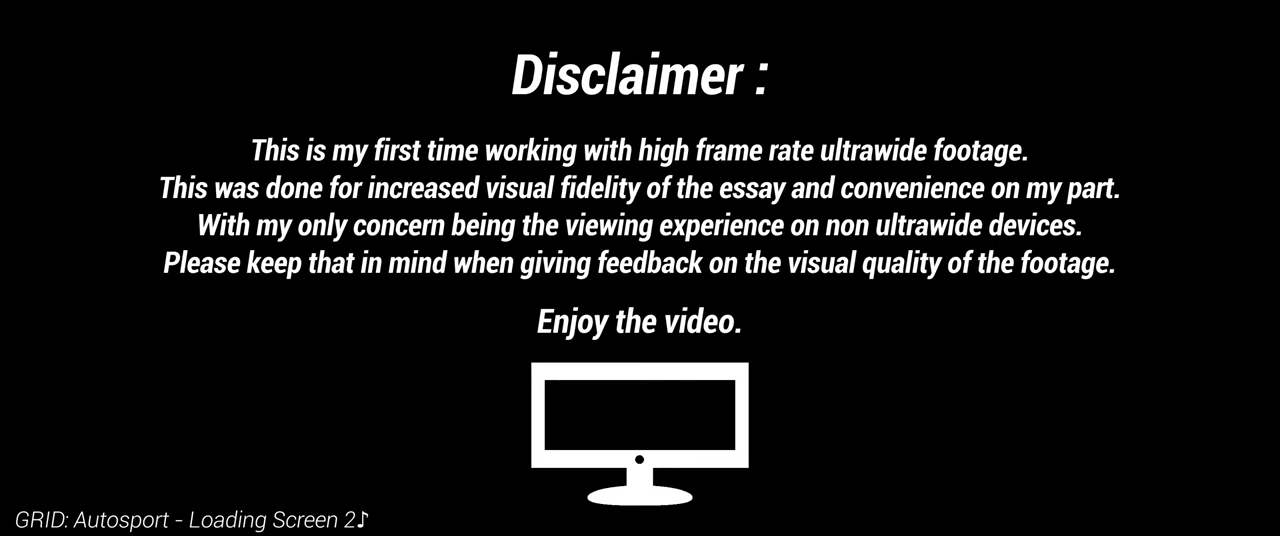 Disclaimer :
This is my first time working with high frame rate ultrawide footage.
This was done for increased visual fidelity of the essay and convenience on my part.
With my only concern being the viewing experience on non ultrawide devices.
Please keep that in mind when giving feedback on the visual quality of the footage.
Enjoy the video.
GRID: Autosport - Loading Screen 2♪